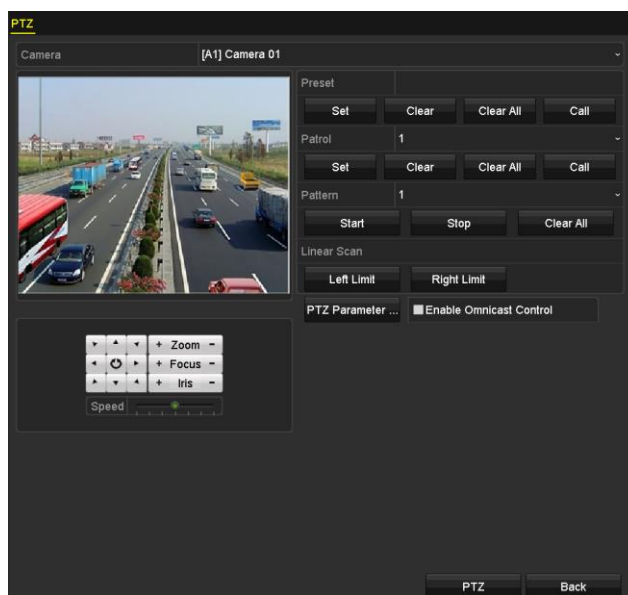 PTZ
Camera [A1] Camera 01
Preset
Set Clear Clear All Call
Patrol 1
Set Clear Clear All Call
Pattern 1
Start Stop Clear All
Linear Scan
Left Limit Right Limit
PTZ Parameter ... Enable Omnicast Control
+ Zoom -
+ Focus -
+ Iris -
Speed
PTZ Back